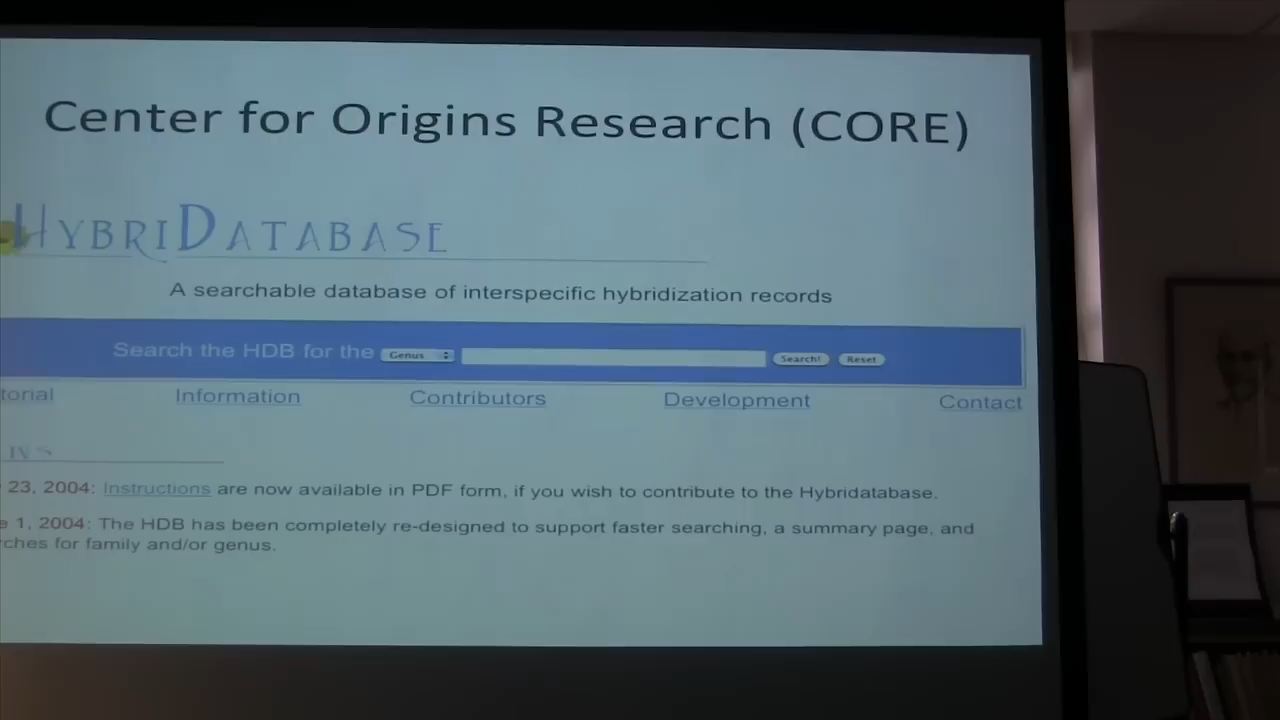 Center for Origins Research (CORE)
HYBRIDATABASE
A searchable database of interspecific hybridization records
Search the HDB for the Genus Search! Reset
torial Information Contributors Development Contact
23, 2004: Instructions are now available in PDF form, if you wish to contribute to the Hybridatabase.
e 1, 2004: The HDB has been completely re-designed to support faster searching, a summary page, and
rches for family and/or genus.